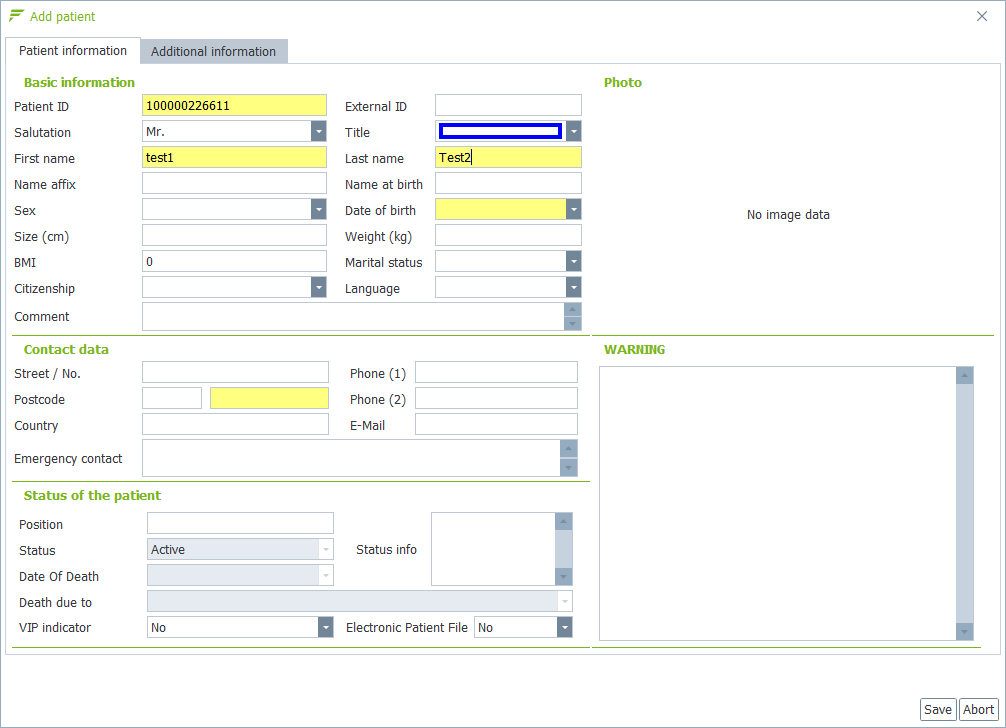 Add patient
Patient information Additional information
Basic information Photo
Patient ID 100000226611 External ID
Salutation Mr. Title
First name test1 Last name Test2
Name affix Name at birth
Sex Date of birth
No image data
Size (cm) Weight (kg)
BMI 0 Marital status
Citizenship Language
Comment
Contact data WARNING
Street / No. Phone (1)
Postcode Phone (2)
Country E-Mail
Emergency contact
Status of the patient
Position
Status Active Status info
Date Of Death
Death due to
VIP indicator No Electronic Patient File No
Save Abort